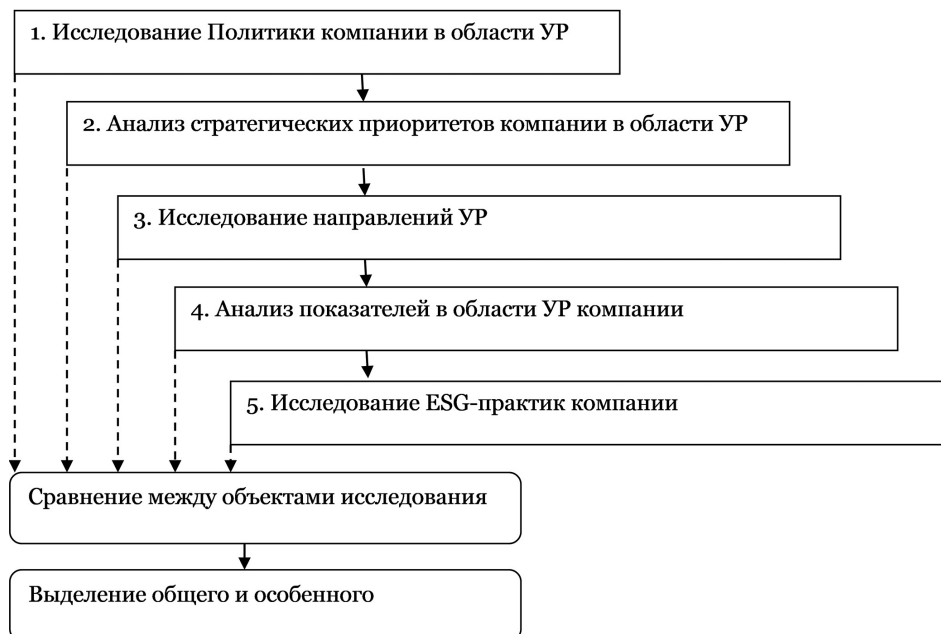 1. Исследование Политики компании в области УР
2. Анализ стратегических приоритетов компании в области УР
3. Исследование направлений УР
4. Анализ показателей в области УР компании
5. Исследование ESG-практик компании
Сравнение между объектами исследования
Выделение общего и особенного